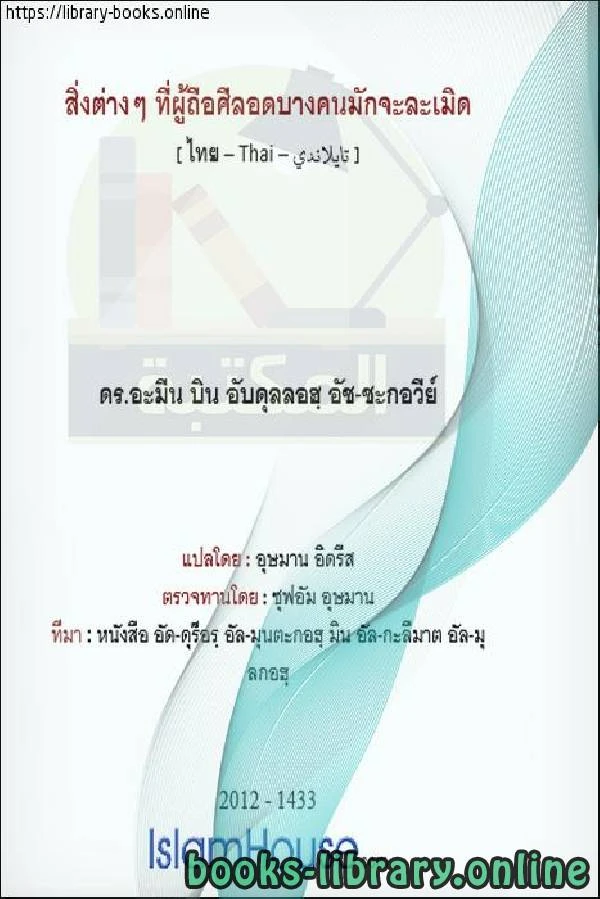 https://library-books.online
สิ่งต่างๆ ที่ผู้ถือศีลอดบางคนมักจะละเมิด
[ ไทย – Thai – تايلاندي ]
المكتبة
ดร.อะมีน บิน อับดุลลอฮฺ อัช-ชะกอวีย์
แปลโดย : อุษมาน อิดรีส
ตรวจทานโดย : ซุฟอัม อุษมาน
ที่มา : หนังสือ อัด-ดุร็อรฺ อัล-มุนตะกอฮฺ มิน อัล-กะลิมาต อัล-มุ
ลกอฮฺ
2012 - 1433
IslamHouse
books-library.online